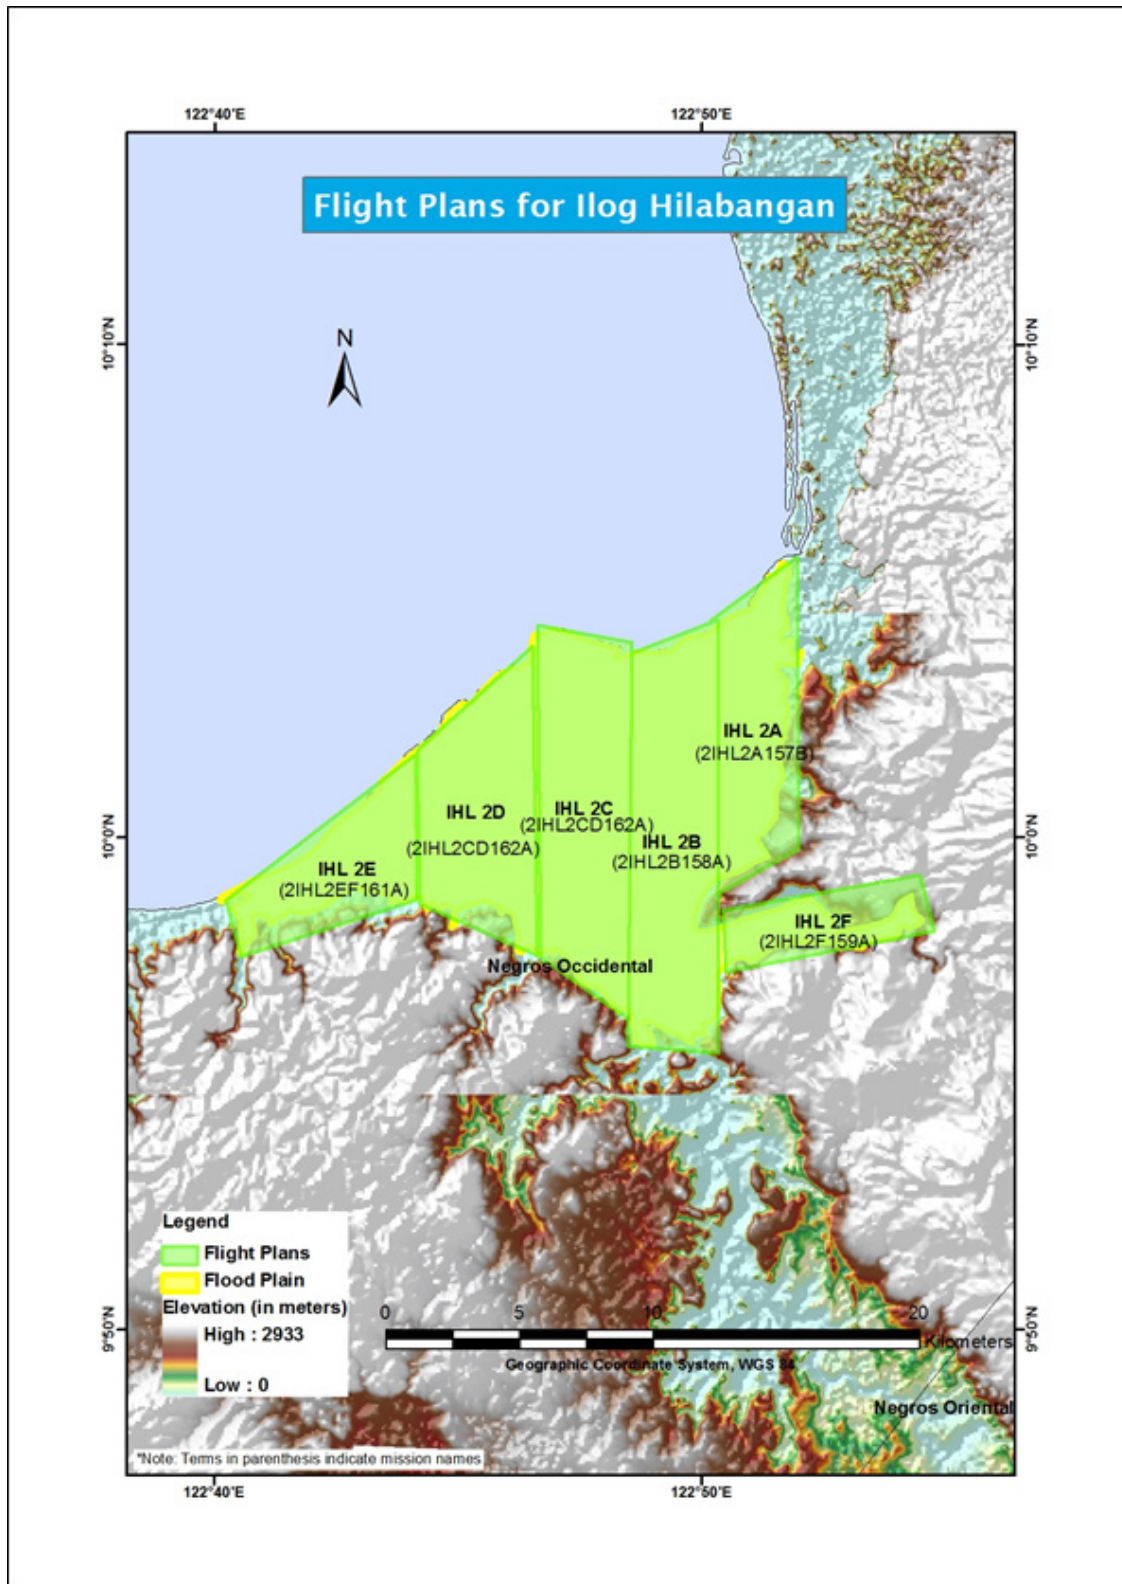 122°40'E
122°50'E
Flight Plans for Ilog Hilabangan
10°10'N
10°10'N
N
IHL 2A
(2IHL2A157B)
IHL 2D
(2IHL2CD162A)
IHL 2C
(2IHL2CD162A)
IHL 2B
(2IHL2B158A)
10°0'N
10°0'N
IHL 2E
(2IHL2EF161A)
IHL 2F
(2IHL2F159A)
Negros Occidental
Legend
Flight Plans
Flood Plain
Elevation (in meters)
High : 2933
Low : 0
0
5
10
20
Kilometers
Geographic Coordinate System, WGS 84
9°50'N
9°50'N
Negros Oriental
*Note: Terms in parenthesis indicate mission names
122°40'E
122°50'E